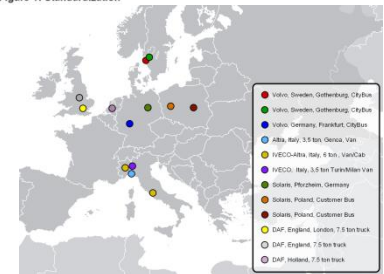 Volvo, Sweden, Gothenburg, CityBus
Volvo, Sweden, Gothenburg, CityBus
Volvo, Germany, Frankfurt, CityBus
Altra, Italy, 3,5 ton, Genoa, Van
IVECO-Altra, Italy, 6 ton, Van/Cab
IVECO, Italy, 3,5 ton Turin/Milan Van
Solaris, Pforzheim, Germany
Solaris, Poland, Customer Bus
Solaris, Poland, Customer Bus
DAF, England, London, 7.5 ton truck
DAF, England, 7.5 ton truck
DAF, Holland, 7.5 ton truck